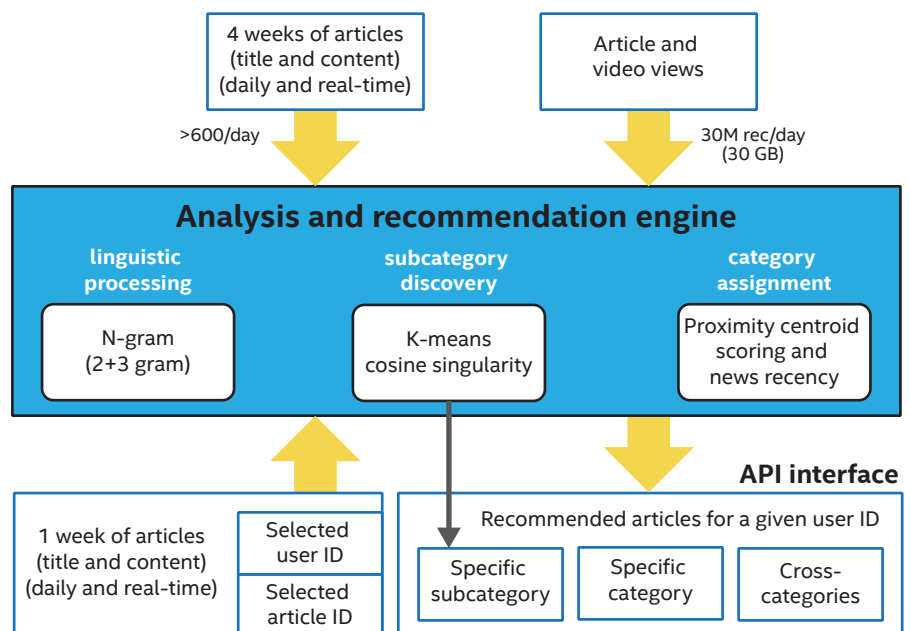 4 weeks of articles
(title and content)
(daily and real-time)
Article and
video views
>600/day
30M rec/day
(30 GB)
Analysis and recommendation engine
linguistic
processing
subcategory
discovery
category
assignment
N-gram
(2+3 gram)
K-means
cosine singularity
Proximity centroid
scoring and
news recency
API interface
1 week of articles
(title and content)
(daily and real-time)
Selected
user ID
Selected
article ID
Recommended articles for a given user ID
Specific
subcategory
Specific
category
Cross-
categories